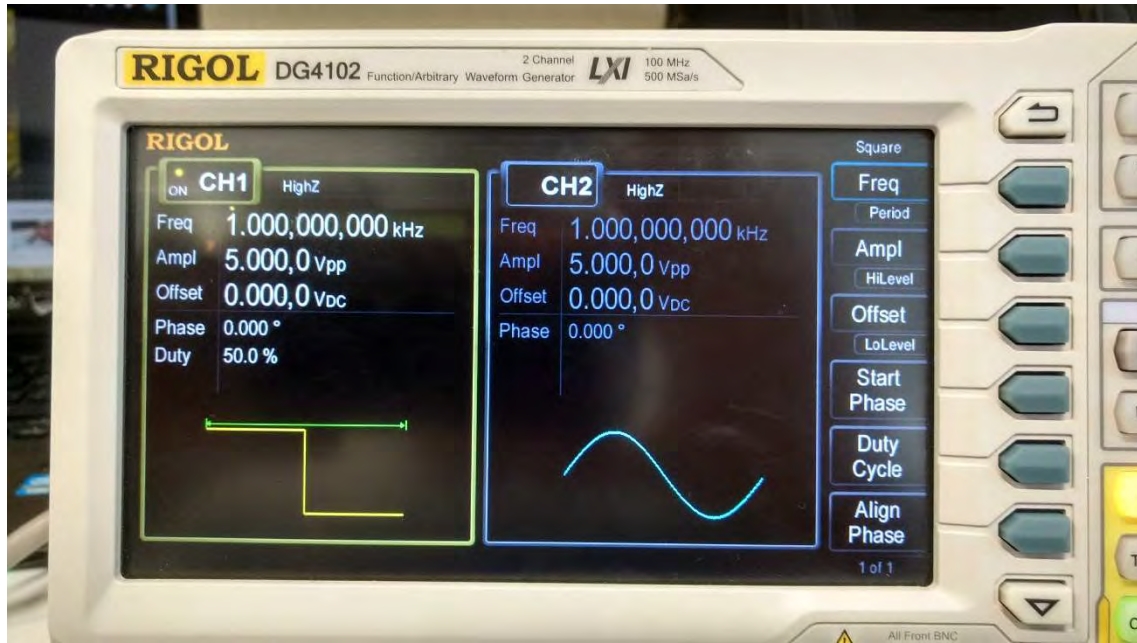 RIGOL DG4102 Function/Arbitrary Waveform Generator
2 Channel
LXI
100 MHz
500 MSa/s
RIGOL
ON CH1 HighZ
Freq 1.000,000,000 kHz
Ampl 5.000,0 Vpp
Offset 0.000,0 VDC
Phase 0.000 °
Duty 50.0 %
CH2 HighZ
Freq 1.000,000,000 kHz
Ampl 5.000,0 Vpp
Offset 0.000,0 VDC
Phase 0.000 °
Square
Freq
Period
Ampl
HiLevel
Offset
LoLevel
Start
Phase
Duty
Cycle
Align
Phase
1 of 1
All Front BNC